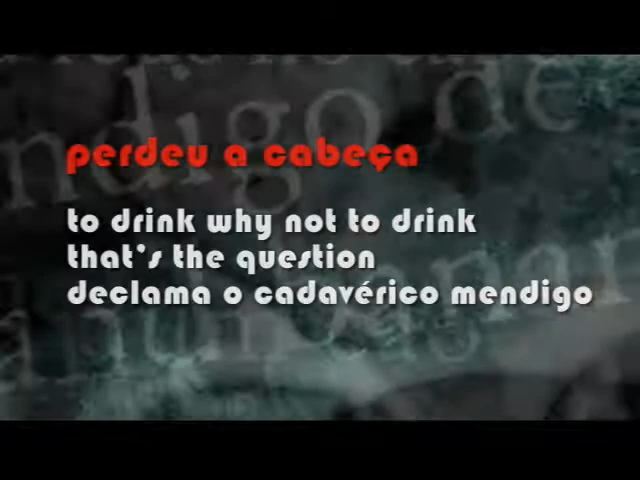 perdeu a cabeça
to drink why not to drink
that's the question
declama o cadavérico mendigo